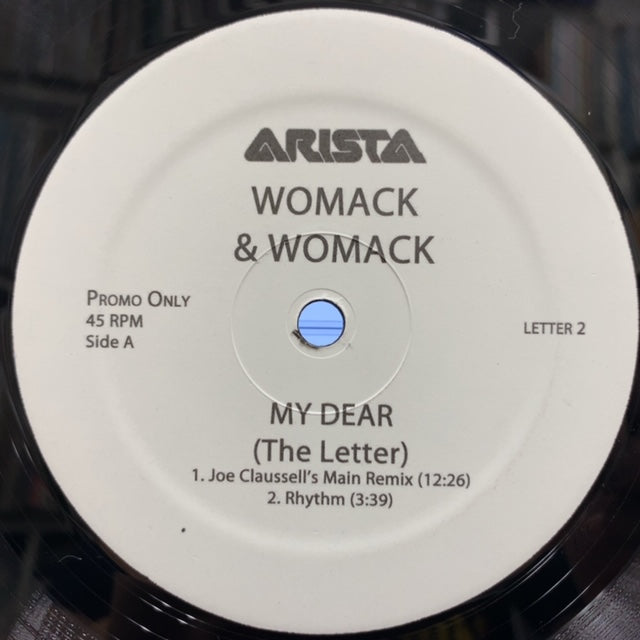 ARISTA
WOMACK
& WOMACK
PROMO ONLY
45 RPM
Side A
LETTER 2
MY DEAR
(The Letter)
1. Joe Claussell's Main Remix (12:26)
2. Rhythm (3:39)